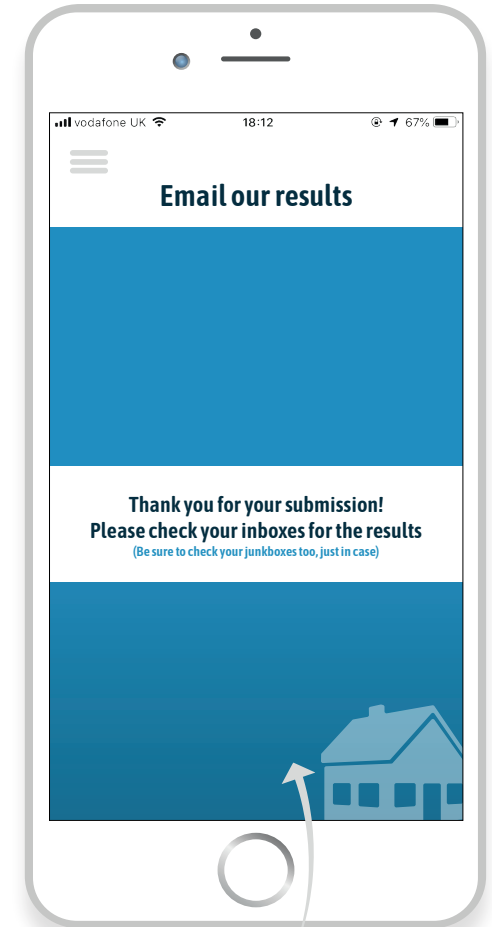 vodafone UK 18:12 67%
Email our results
Thank you for your submission!
Please check your inboxes for the results
(Be sure to check your junkboxes too, just in case)